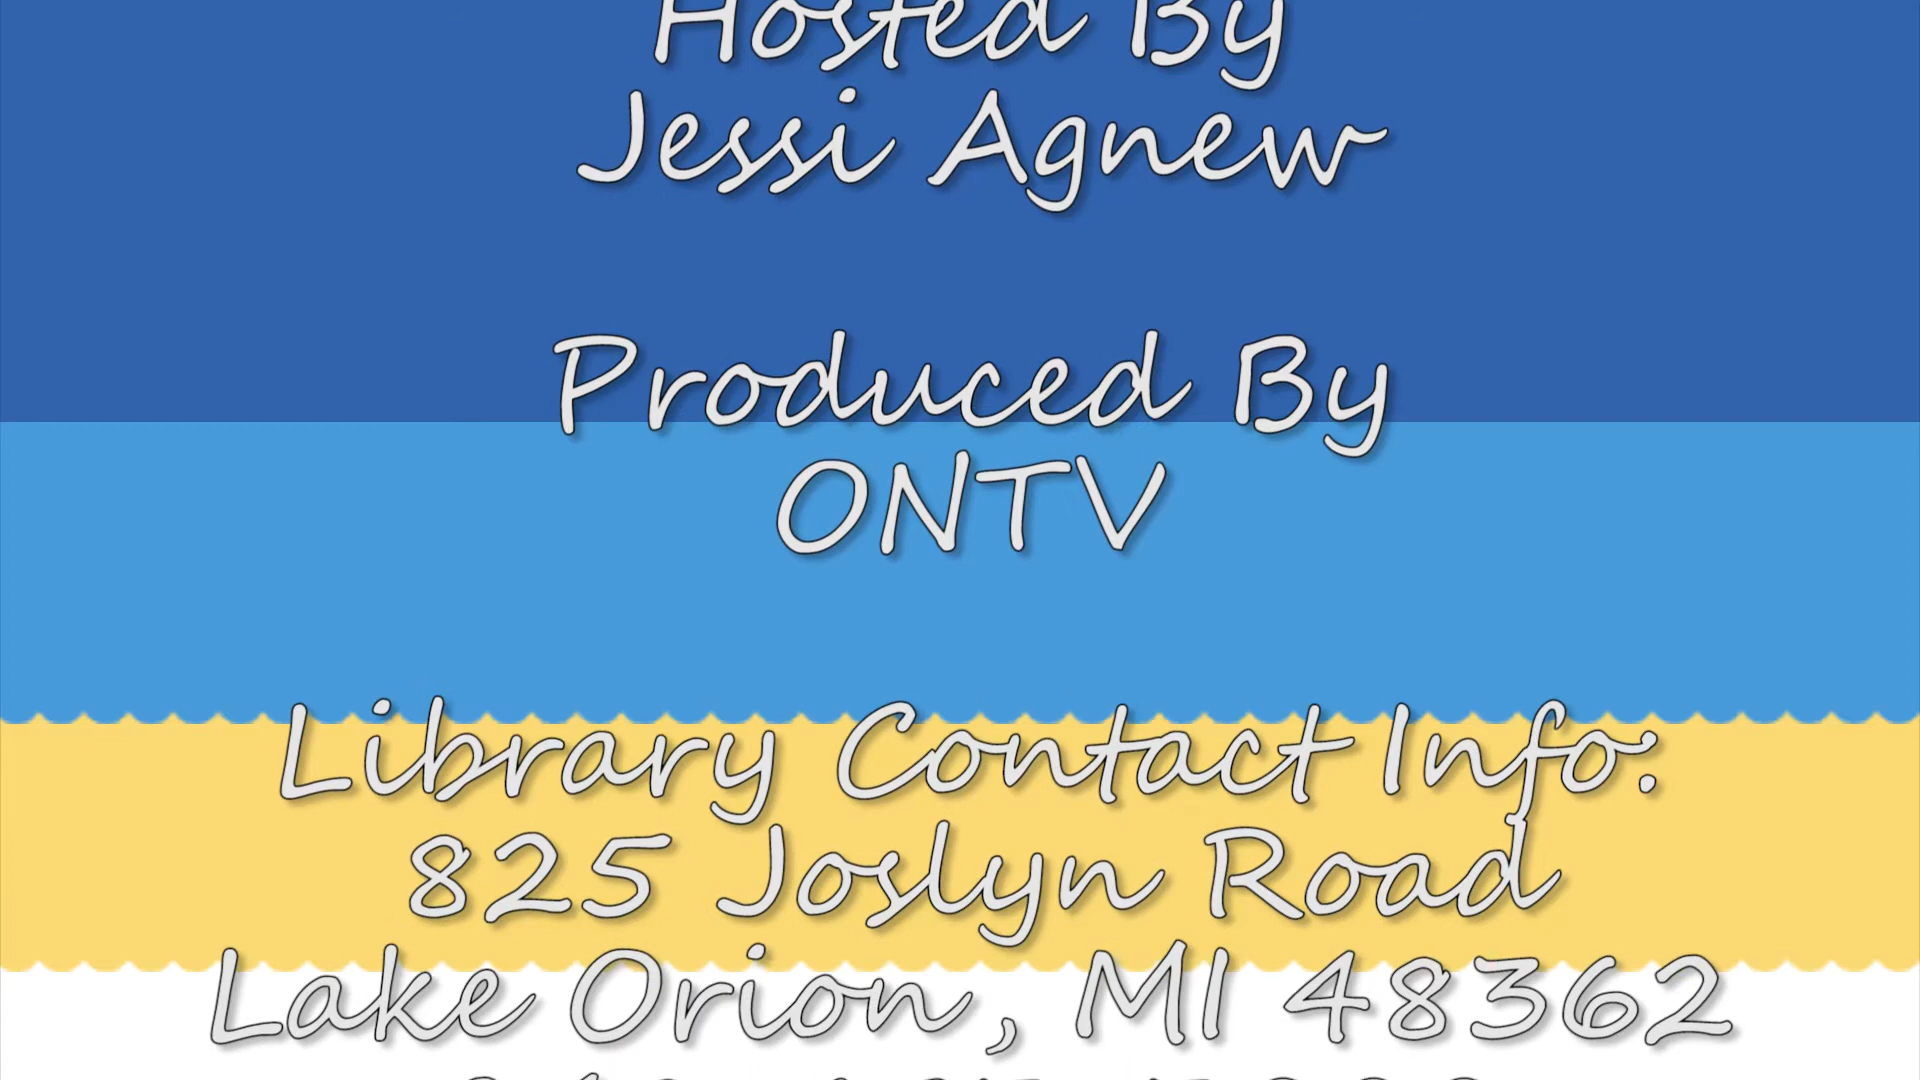 Hosted By
Jessi Agnew
Produced By
ONTV
Library Contact Info:
825 Joslyn Road
Lake Orion, MI 48362